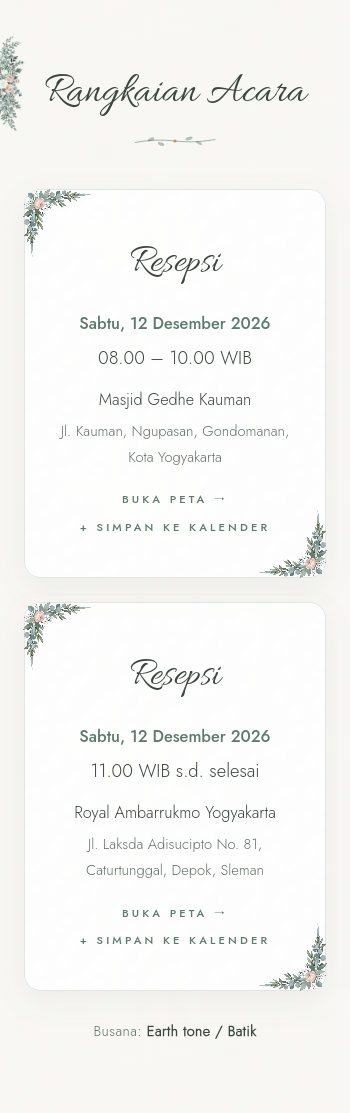 Rangkaian Acara
Resepsi
Sabtu, 12 Desember 2026
08.00 – 10.00 WIB
Masjid Gedhe Kauman
Jl. Kauman, Ngupasan, Gondomanan,
Kota Yogyakarta
BUKA PETA →
+ SIMPAN KE KALENDER
Resepsi
Sabtu, 12 Desember 2026
11.00 WIB s.d. selesai
Royal Ambarrukmo Yogyakarta
Jl. Laksda Adisucipto No. 81,
Caturtunggal, Depok, Sleman
BUKA PETA →
+ SIMPAN KE KALENDER
Busana: Earth tone / Batik